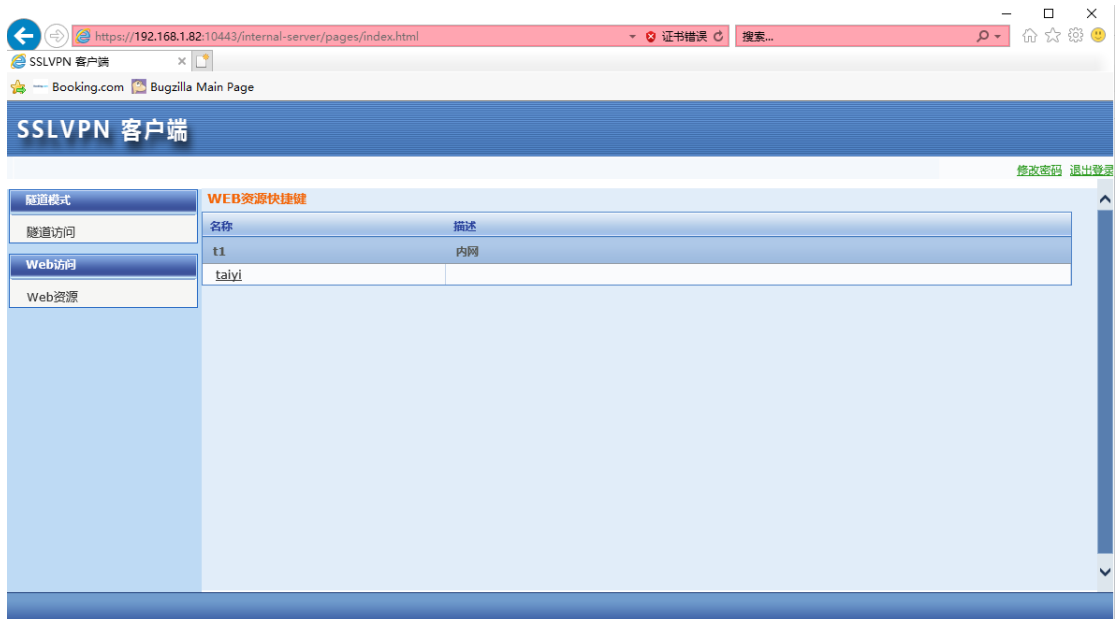 https://192.168.1.82:10443/internal-server/pages/index.html 证书错误 搜索...
SSLVPN 客户端
Booking.com Bugzilla Main Page
SSLVPN 客户端
修改密码 退出登录
隧道模式
隧道访问
Web访问
Web资源
WEB资源快捷键
名称 描述
t1 内网
taiyi